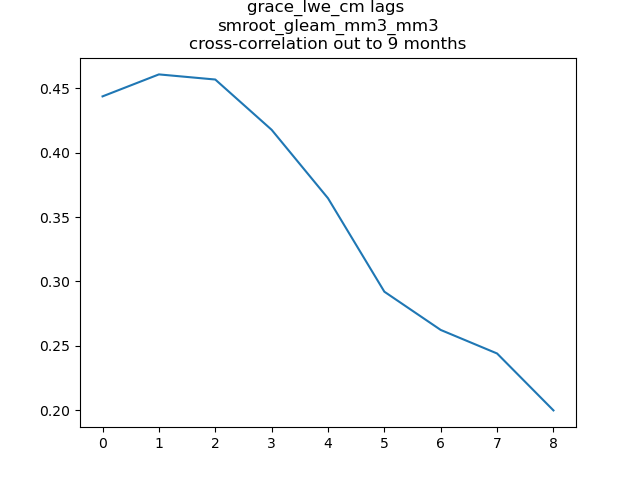 grace_lwe_cm lags
smroot_gleam_mm3_mm3
cross-correlation out to 9 months
0.45
0.40
0.35
0.30
0.25
0.20
0 1 2 3 4 5 6 7 8